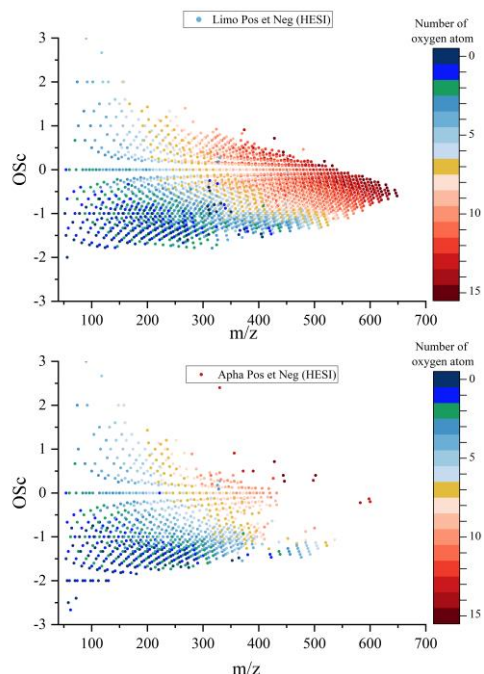 Limo Pos et Neg (HESI)
Number of
oxygen atom
3
2
1
0
-1
-2
-3
OSc
100 200 300 400 500 600 700
m/z
0
5
10
15
Apha Pos et Neg (HESI)
Number of
oxygen atom
3
2
1
0
-1
-2
-3
OSc
100 200 300 400 500 600 700
m/z
0
5
10
15